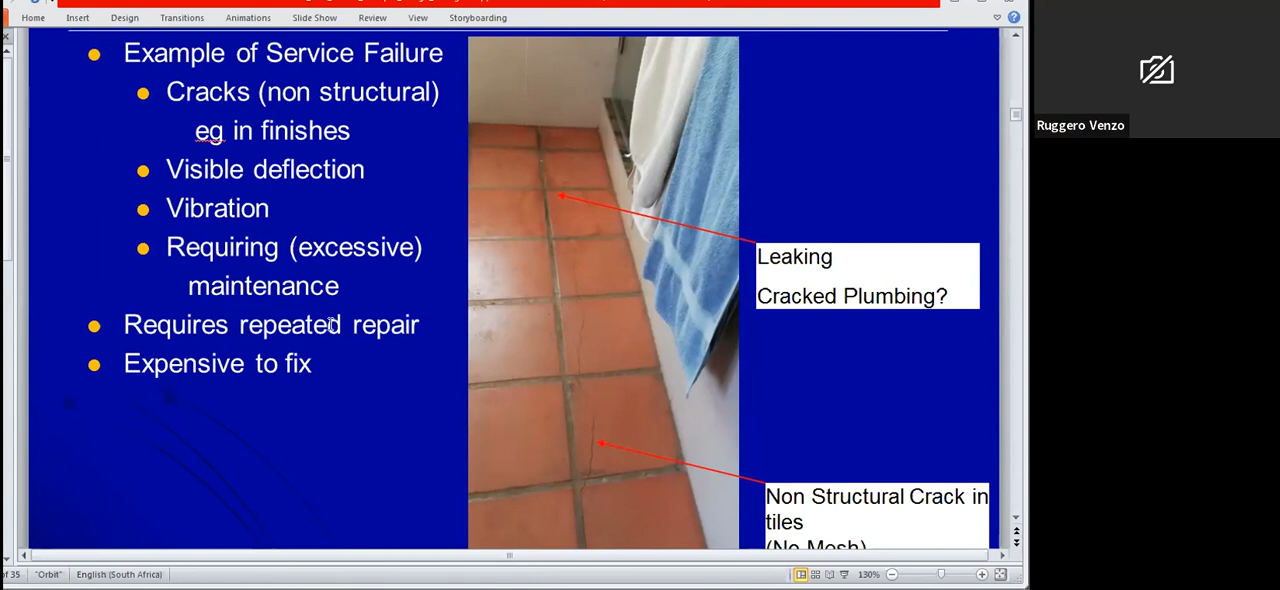 Home Insert Design Transitions Animations Slide Show Review View Storyboarding
Example of Service Failure
Cracks (non structural)
eg in finishes
Visible deflection
Vibration
Requiring (excessive)
maintenance
Requires repeated repair
Expensive to fix
Leaking
Cracked Plumbing?
Non Structural Crack in
tiles
(No Mesh)
Ruggero Venzo
of 35 "Orbit" English (South Africa) 130%